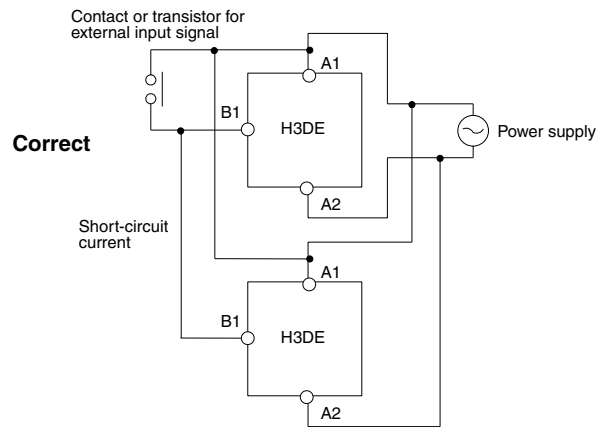 Contact or transistor for
external input signal
A1
B1
H3DE
Correct
Power supply
A2
Short-circuit
current
A1
B1
H3DE
A2